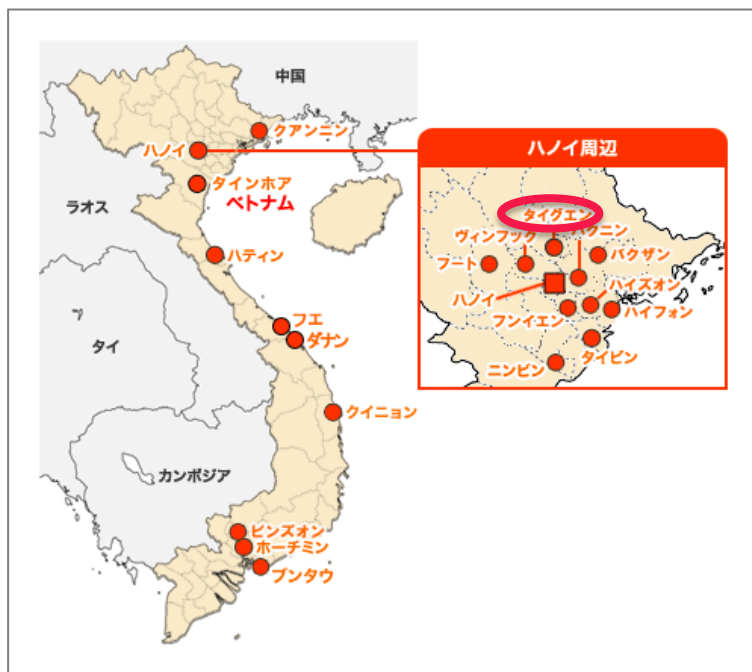 中国
クアンニン
ハノイ
タインホア
ラオス
ベトナム
ハティン
フエ
タイ
ダナン
クイニョン
カンボジア
ビンズオン
ホーチミン
ブンタウ
ハノイ周辺
タイグエン
ヴィンフック
バクニン
フート
バクザン
ハノイ
ハイズオン
フンイエン
ハイフォン
タイビン
ニンビン